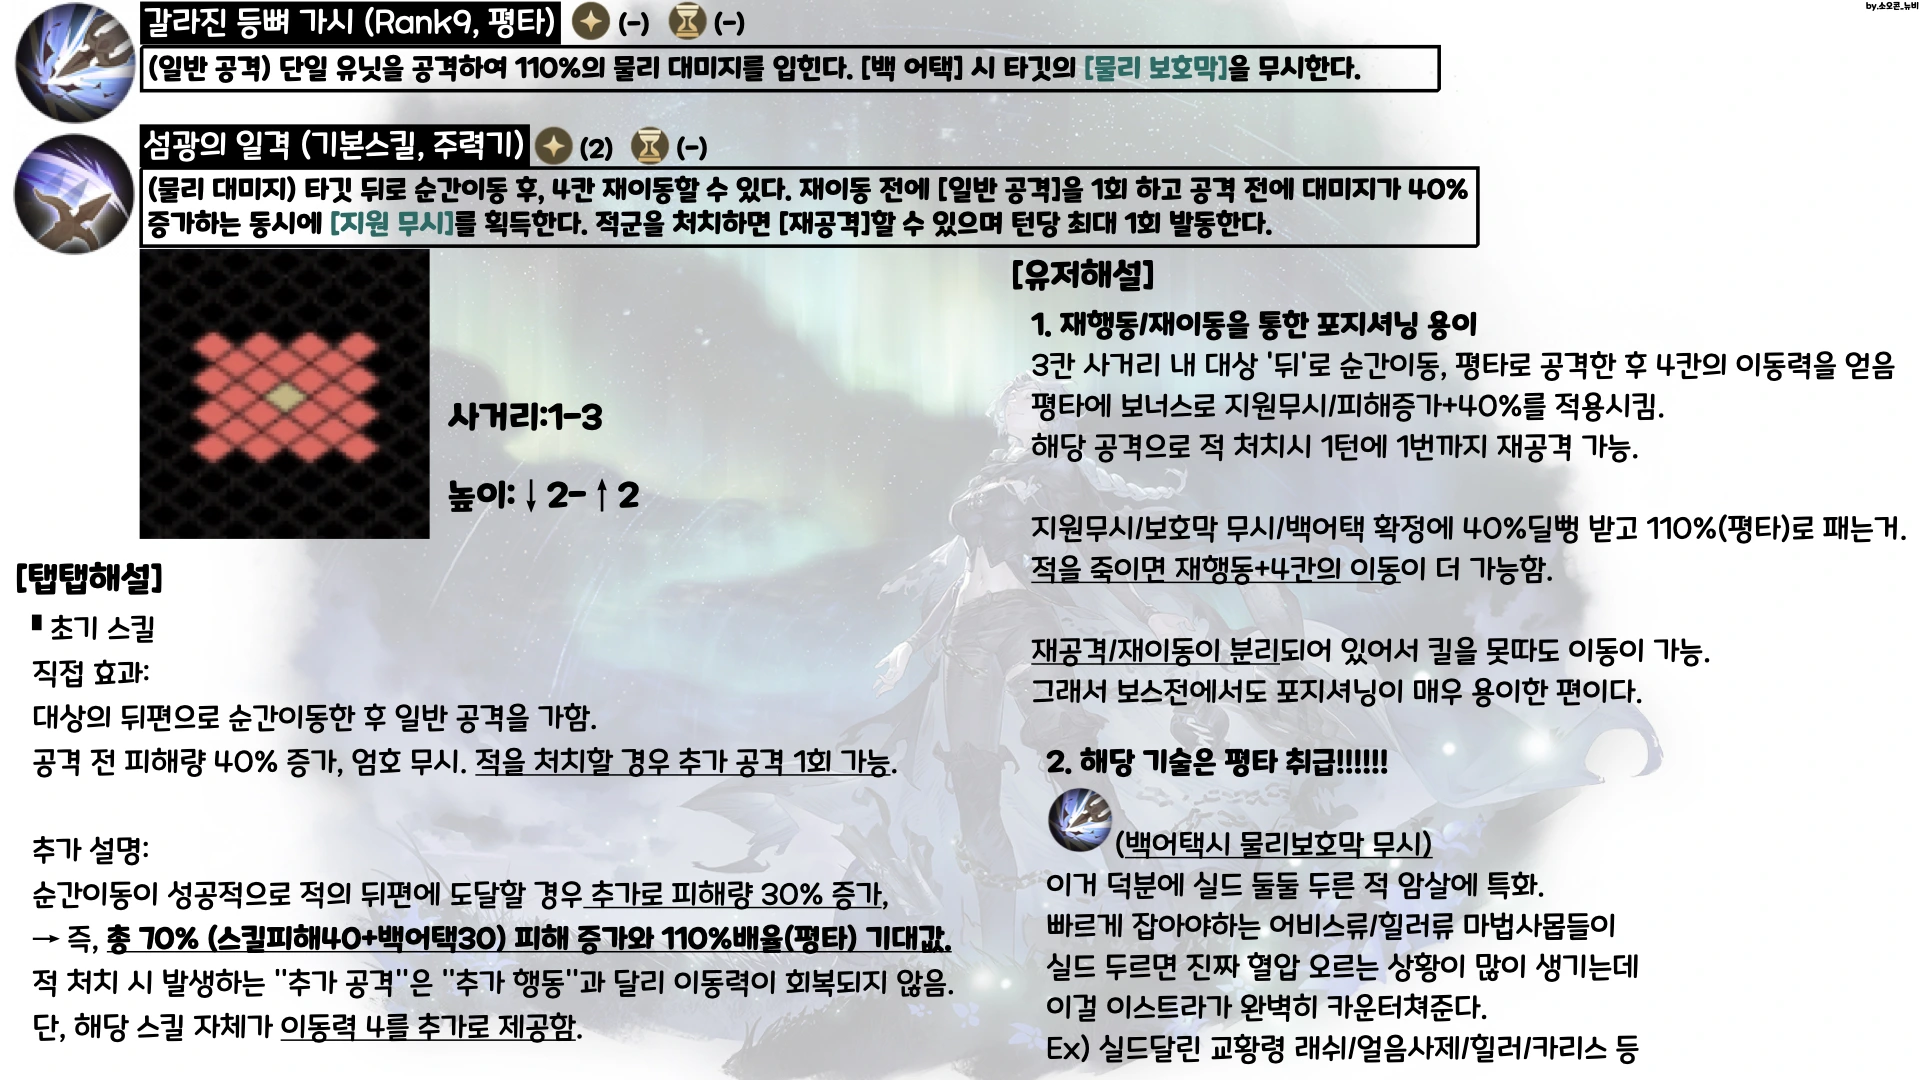 by.소오콘_뉴비
갈라진 등뼈 가시 (Rank9, 평타) (-) (-)
(일반 공격) 단일 유닛을 공격하여 110%의 물리 대미지를 입힌다. [백 어택] 시 타깃의 [물리 보호막]을 무시한다.
섬광의 일격 (기본스킬, 주력기) (2) (-)
(물리 대미지) 타깃 뒤로 순간이동 후, 4칸 재이동할 수 있다. 재이동 전에 [일반 공격]을 1회 하고 공격 전에 대미지가 40%
증가하는 동시에 [지원 무시]를 획득한다. 적군을 처치하면 [재공격]할 수 있으며 턴당 최대 1회 발동한다.
사거리:1-3
높이:↓2-↑2
[탭탭해설]
■ 초기 스킬
직접 효과:
대상의 뒤편으로 순간이동한 후 일반 공격을 가함.
공격 전 피해량 40% 증가, 엄호 무시. 적을 처치할 경우 추가 공격 1회 가능.
추가 설명:
순간이동이 성공적으로 적의 뒤편에 도달할 경우 추가로 피해량 30% 증가,
→ 즉, 총 70% (스킬피해40+백어택30) 피해 증가와 110%배율(평타) 기대값.
적 처치 시 발생하는 "추가 공격"은 "추가 행동"과 달리 이동력이 회복되지 않음.
단, 해당 스킬 자체가 이동력 4를 추가로 제공함.
[유저해설]
1. 재행동/재이동을 통한 포지셔닝 용이
3칸 사거리 내 대상 '뒤'로 순간이동, 평타로 공격한 후 4칸의 이동력을 얻음
평타에 보너스로 지원무시/피해증가+40%를 적용시킴.
해당 공격으로 적 처치시 1턴에 1번까지 재공격 가능.
지원무시/보호막 무시/백어택 확정에 40%딜뻥 받고 110%(평타)로 패는거.
적을 죽이면 재행동+4칸의 이동이 더 가능함.
재공격/재이동이 분리되어 있어서 킬을 못따도 이동이 가능.
그래서 보스전에서도 포지셔닝이 매우 용이한 편이다.
2. 해당 기술은 평타 취급!!!!!!
(백어택시 물리보호막 무시)
이거 덕분에 실드 둘둘 두른 적 암살에 특화.
빠르게 잡아야하는 어비스류/힐러류 마법사몹들이
실드 두르면 진짜 혈압 오르는 상황이 많이 생기는데
이걸 이스트라가 완벽히 카운터쳐준다.
Ex) 실드달린 교황령 래쉬/얼음사제/힐러/카리스 등